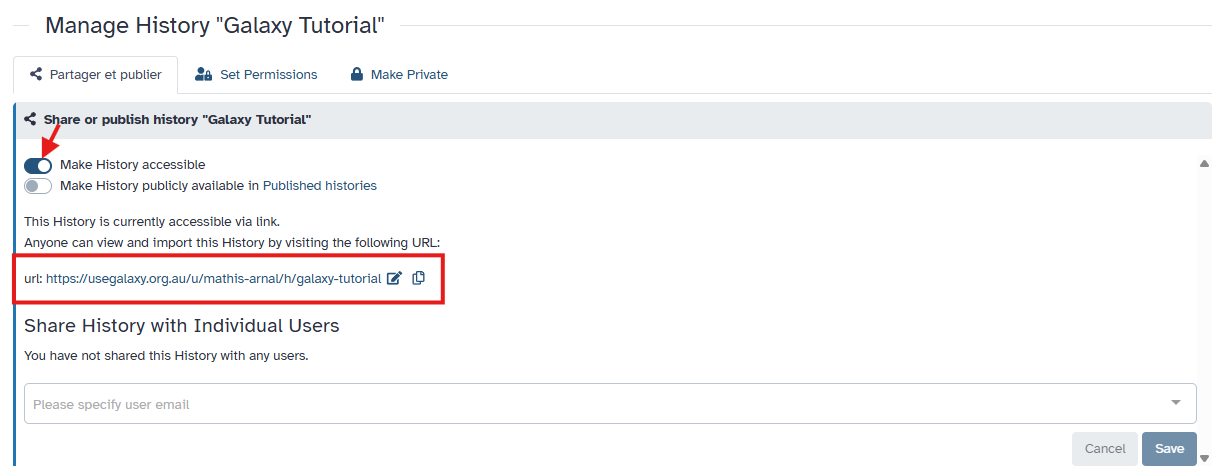 Manage History "Galaxy Tutorial"
Partager et publier Set Permissions Make Private
Share or publish history "Galaxy Tutorial"
Make History accessible
Make History publicly available in Published histories
This History is currently accessible via link.
Anyone can view and import this History by visiting the following URL:
url: https://usegalaxy.org.au/u/mathis-arnal/h/galaxy-tutorial
Share History with Individual Users
You have not shared this History with any users.
Please specify user email
Cancel Save